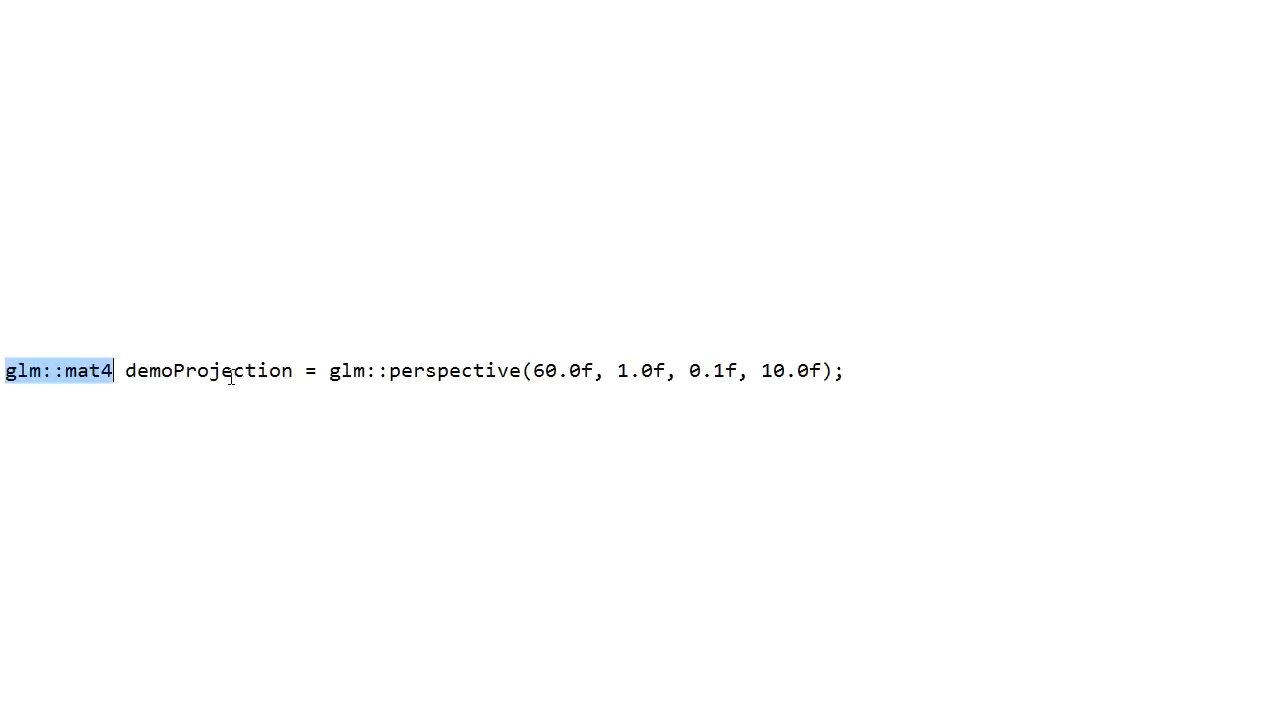 glm::mat4 demoProjection = glm::perspective(60.0f, 1.0f, 0.1f, 10.0f);